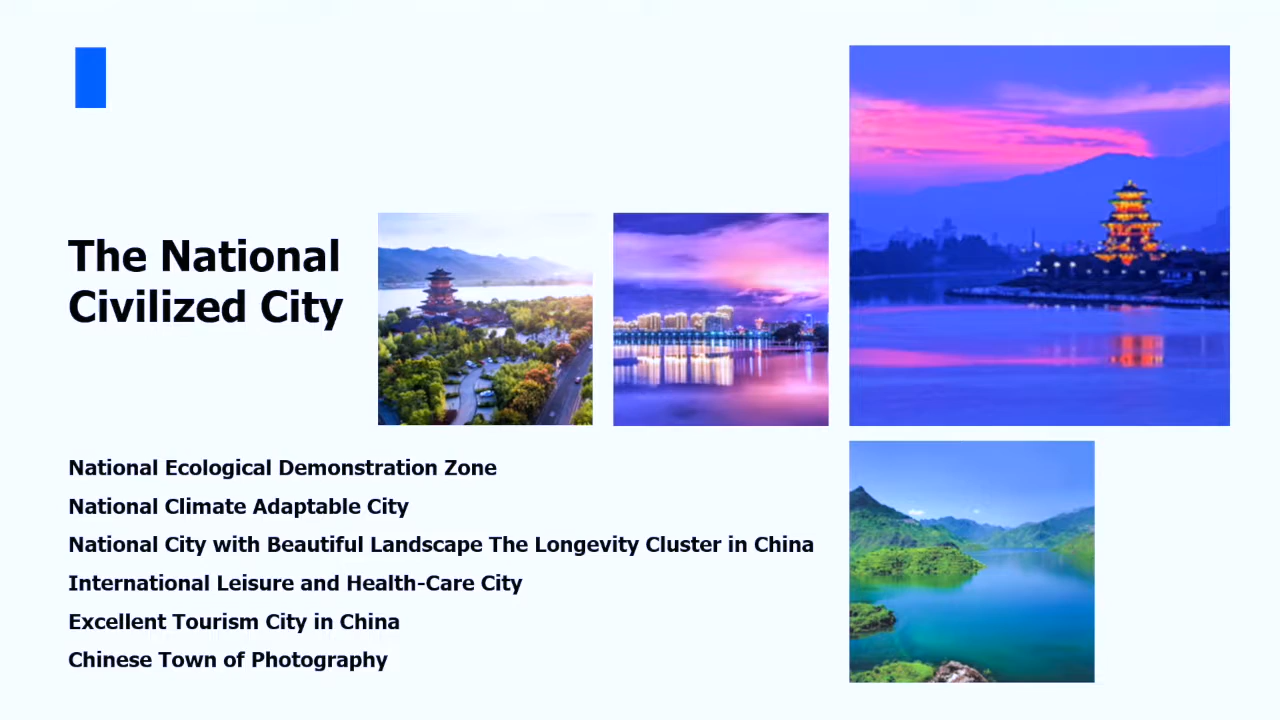 The National
Civilized City
National Ecological Demonstration Zone
National Climate Adaptable City
National City with Beautiful Landscape The Longevity Cluster in China
International Leisure and Health-Care City
Excellent Tourism City in China
Chinese Town of Photography